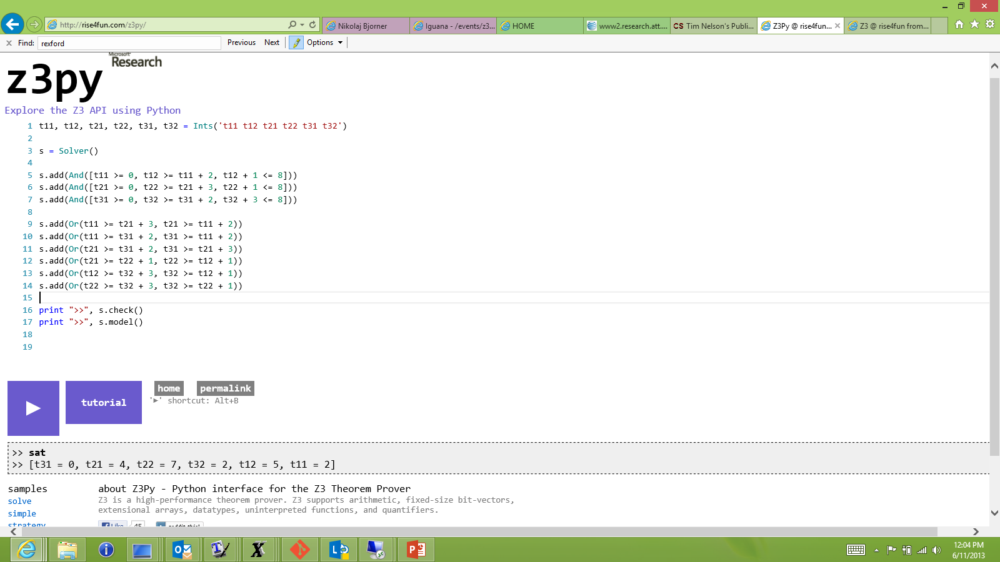 http://rise4fun.com/z3py/
Nikolaj Bjorner
Iguana - /events/z3...
HOME
www2.research.att....
CS Tim Nelson's Publi...
Z3Py @ rise4fun...
Z3 @ rise4fun from...
x Find: rexford Previous Next Options
Microsoft
Research
z3py
Explore the Z3 API using Python
1 t11, t12, t21, t22, t31, t32 = Ints('t11 t12 t21 t22 t31 t32')
2
3 s = Solver()
4
5 s.add(And([t11 >= 0, t12 >= t11 + 2, t12 + 1 <= 8]))
6 s.add(And([t21 >= 0, t22 >= t21 + 3, t22 + 1 <= 8]))
7 s.add(And([t31 >= 0, t32 >= t31 + 2, t32 + 3 <= 8]))
8
9 s.add(Or(t11 >= t21 + 3, t21 >= t11 + 2))
10 s.add(Or(t11 >= t31 + 2, t31 >= t11 + 2))
11 s.add(Or(t21 >= t31 + 2, t31 >= t21 + 3))
12 s.add(Or(t21 >= t22 + 1, t22 >= t12 + 1))
13 s.add(Or(t12 >= t32 + 3, t32 >= t12 + 1))
14 s.add(Or(t22 >= t32 + 3, t32 >= t22 + 1))
15
16 print ">>", s.check()
17 print ">>", s.model()
18
19
tutorial
home permalink
'►' shortcut: Alt+B
>> sat
>> [t31 = 0, t21 = 4, t22 = 7, t32 = 2, t12 = 5, t11 = 2]
samples
solve
simple
strategy
about Z3Py - Python interface for the Z3 Theorem Prover
Z3 is a high-performance theorem prover. Z3 supports arithmetic, fixed-size bit-vectors,
extensional arrays, datatypes, uninterpreted functions, and quantifiers.
Like 45 reddit this!
12:04 PM
6/11/2013